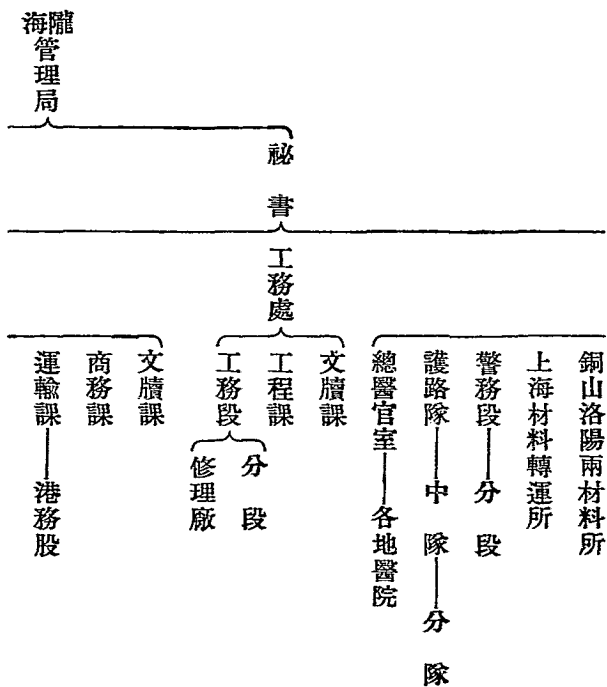 隴海管理局
祕書
工務處
銅山洛陽兩材料所
上海材料轉運所
警務段
分段
護路隊
中隊
分隊
總醫官室
各地醫院
文牘課
工程課
工務段
分段
修理廠
文牘課
商務課
運輸課
港務股